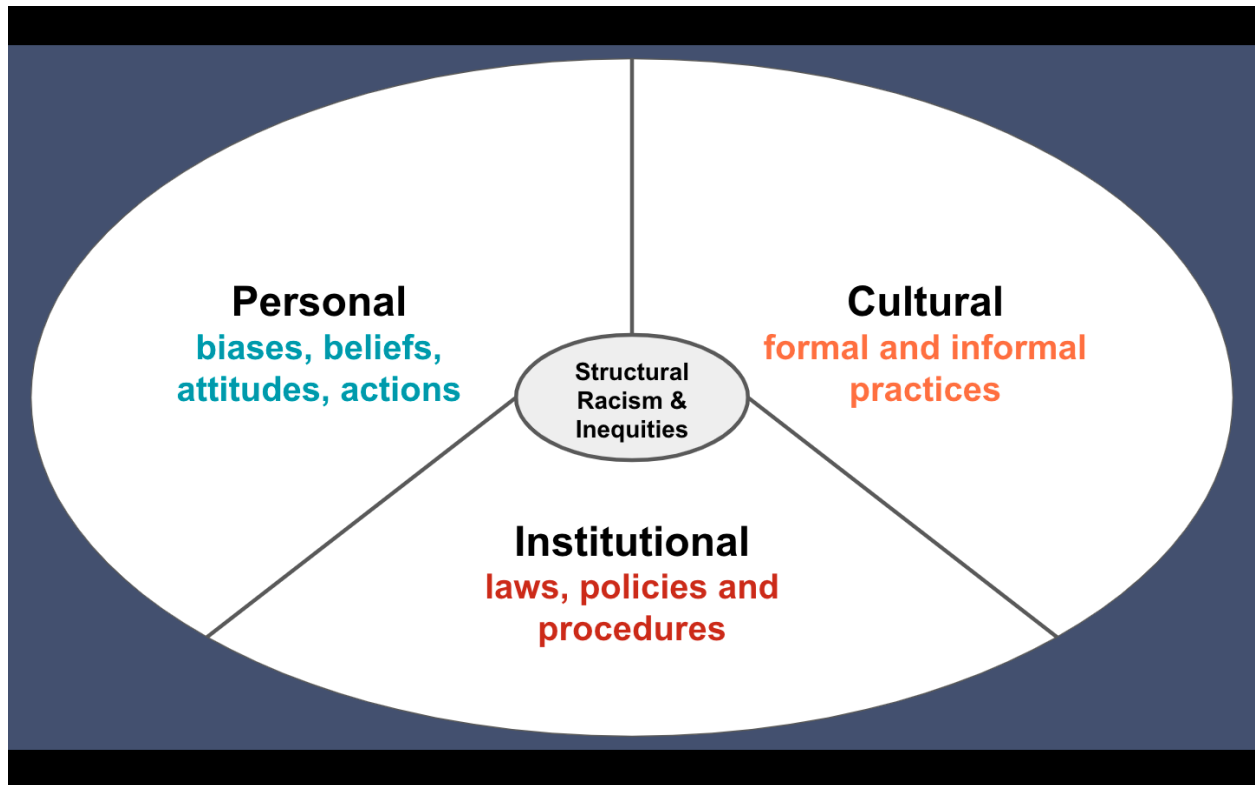 Personal
biases, beliefs,
attitudes, actions
Cultural
formal and informal
practices
Structural
Racism &
Inequities
Institutional
laws, policies and
procedures